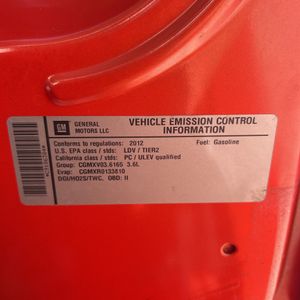 GM
GENERAL MOTORS LLC
VEHICLE EMISSION CONTROL INFORMATION
Conforms to regulations: 2012 Fuel: Gasoline
U.S. EPA class / stds: LDV / TIER2
California class / stds: PC / ULEV qualified
Group: CGMXV03.6165 3.6L
Evap: CGMXR0133810
DGI/HO2S/TWC, OBD: II